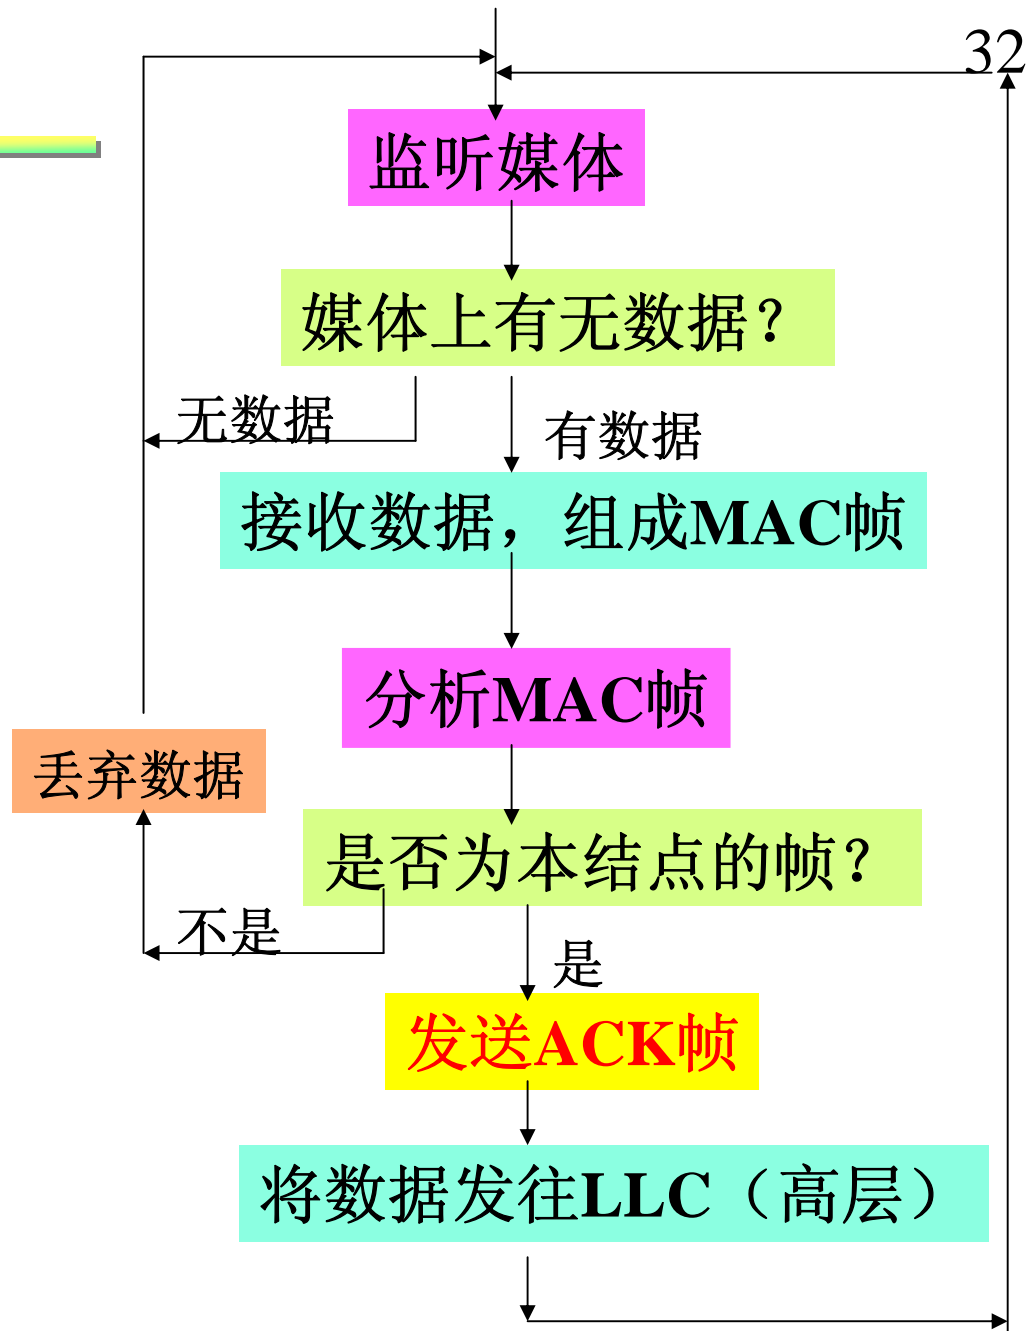 32
监听媒体
媒体上有无数据？
无数据
有数据
接收数据，组成MAC帧
分析MAC帧
丢弃数据
是否为本结点的帧？
不是
是
发送ACK帧
将数据发往LLC（高层）